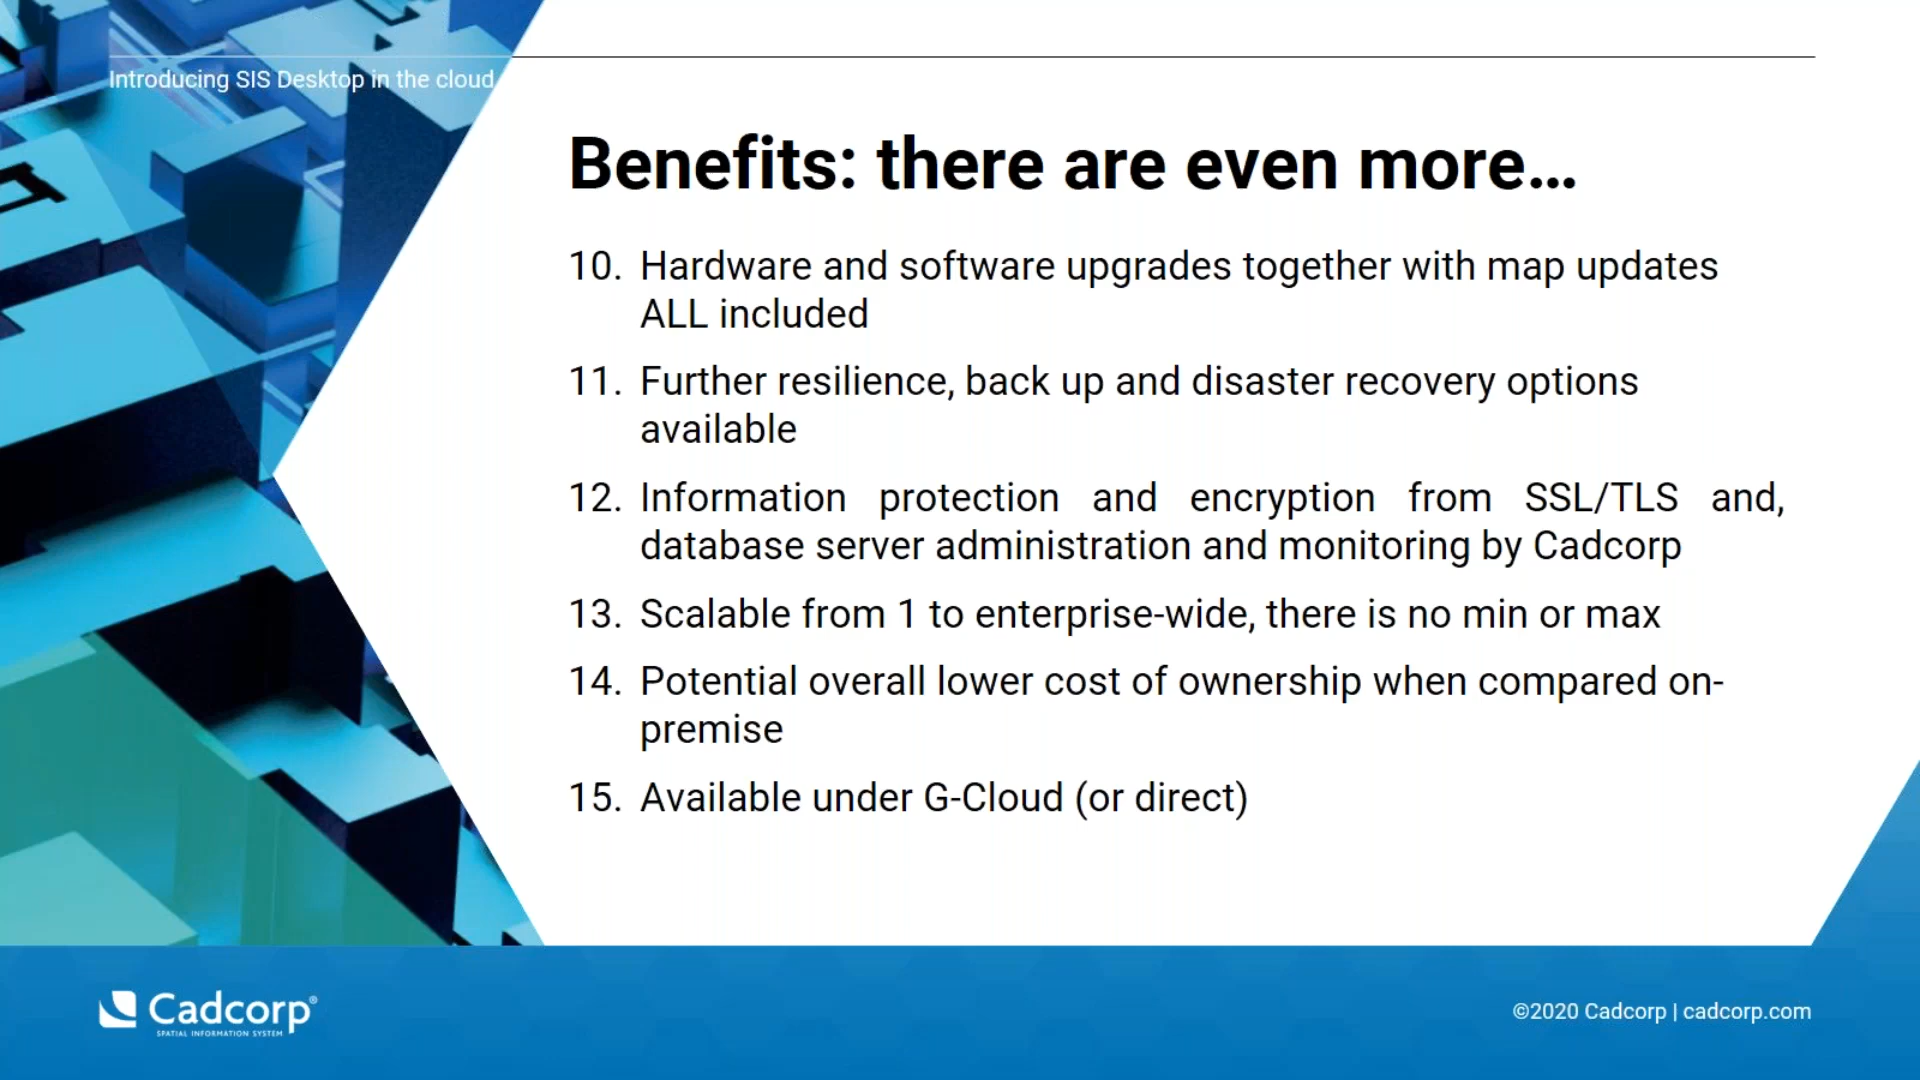 Introducing SIS Desktop in the cloud
Benefits: there are even more...
10. Hardware and software upgrades together with map updates
ALL included
11. Further resilience, back up and disaster recovery options
available
12. Information protection and encryption from SSL/TLS and,
database server administration and monitoring by Cadcorp
13. Scalable from 1 to enterprise-wide, there is no min or max
14. Potential overall lower cost of ownership when compared on-
premise
15. Available under G-Cloud (or direct)
Cadcorp®
SPATIAL INFORMATION SYSTEM
©2020 Cadcorp | cadcorp.com